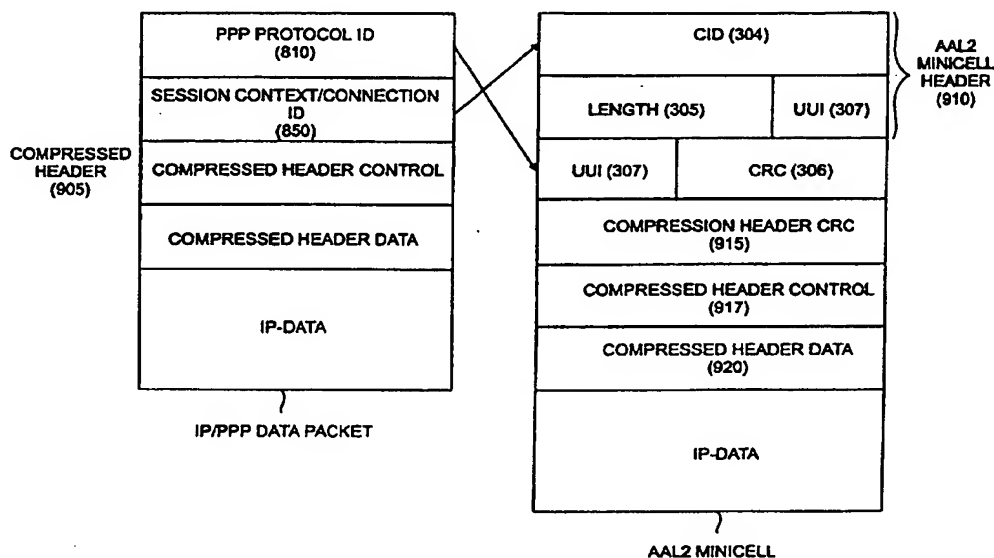 PPP PROTOCOL ID
(810)
SESSION CONTEXT/CONNECTION
ID
(850)
COMPRESSED
HEADER
(905)
COMPRESSED HEADER CONTROL
COMPRESSED HEADER DATA
IP-DATA
IP/PPP DATA PACKET
CID (304)
LENGTH (305)
UUI (307)
AAL2
MINICELL
HEADER
(910)
UUI (307)
CRC (306)
COMPRESSION HEADER CRC
(915)
COMPRESSED HEADER CONTROL
(917)
COMPRESSED HEADER DATA
(920)
IP-DATA
AAL2 MINICELL